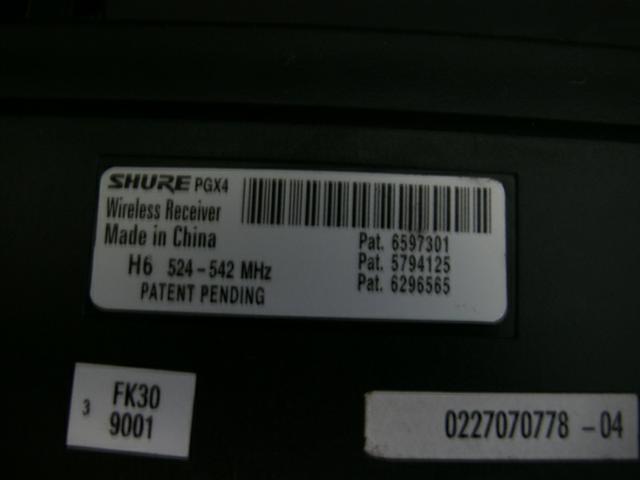 SHURE PGX4
Wireless Receiver
Made in China
H6 524-542 MHz
PATENT PENDING
Pat. 6597301
Pat. 5794125
Pat. 6296565
3
FK30
9001
0227070778-04